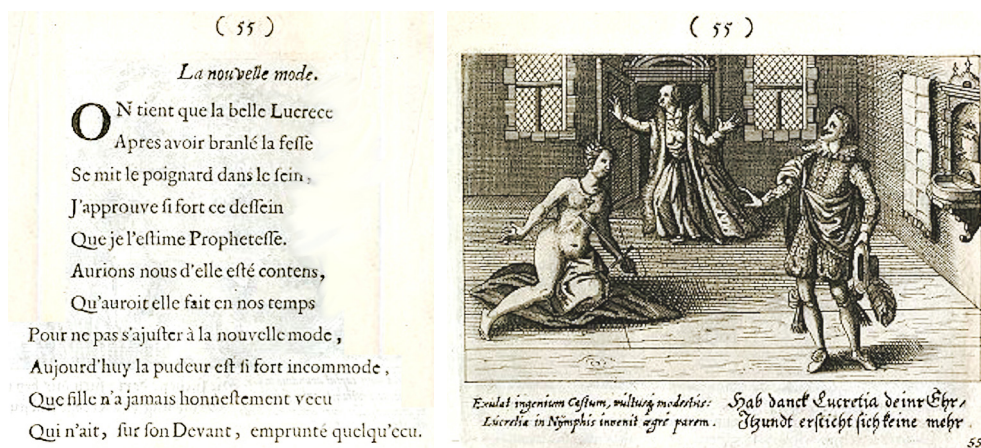 ( 55 )
La nouvelle mode.
ON tient que la belle Lucrece
Apres avoir branlé la feſſe
Se mit le poignard dans le ſein,
J'approuve ſi fort ce deſſein
Que je l'eſtime Propheteſſe.
Aurions nous d'elle eſté contens,
Qu'auroit elle fait en nos temps
Pour ne pas s'ajuſter à la nouvelle mode,
Aujourd'huy la pudeur eſt ſi fort incommode,
Que fille n'a jamais honneſtement vecu
Qui n'ait, ſur ſon Devant, emprunté quelqu'ecu.
( 55 )
Exulat ingenium Castum, vultusq; modestus:
Lucretia in Nÿmphis invenit ægrè parem.
Hab danck Lucretia deinr Ehr,
Itzundt erſticht ſich keine mehr.
55